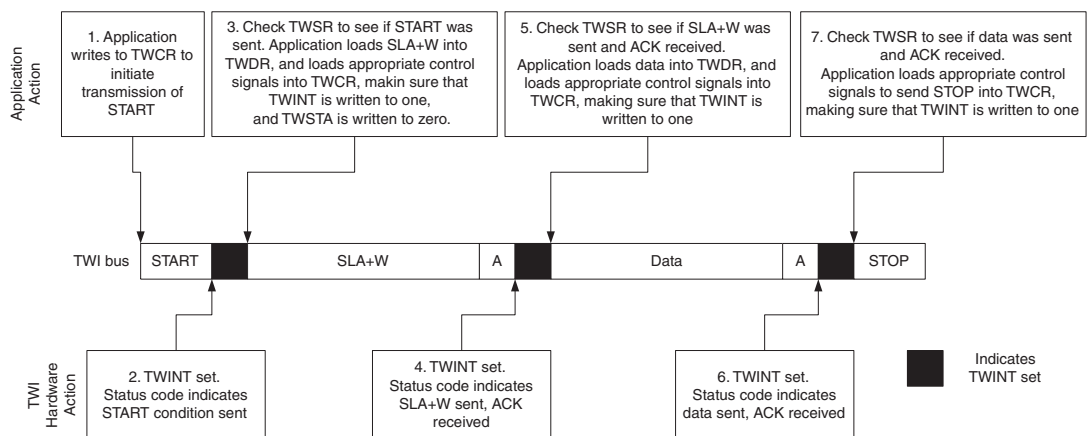 Application
Action
1. Application
writes to TWCR to
initiate
transmission of
START
3. Check TWSR to see if START was
sent. Application loads SLA+W into
TWDR, and loads appropriate control
signals into TWCR, makin sure that
TWINT is written to one,
and TWSTA is written to zero.
5. Check TWSR to see if SLA+W was
sent and ACK received.
Application loads data into TWDR, and
loads appropriate control signals into
TWCR, making sure that TWINT is
written to one
7. Check TWSR to see if data was sent
and ACK received.
Application loads appropriate control
signals to send STOP into TWCR,
making sure that TWINT is written to one
TWI bus
START
SLA+W
A
Data
A
STOP
TWI
Hardware
Action
2. TWINT set.
Status code indicates
START condition sent
4. TWINT set.
Status code indicates
SLA+W sent, ACK
received
6. TWINT set.
Status code indicates
data sent, ACK received
Indicates
TWINT set